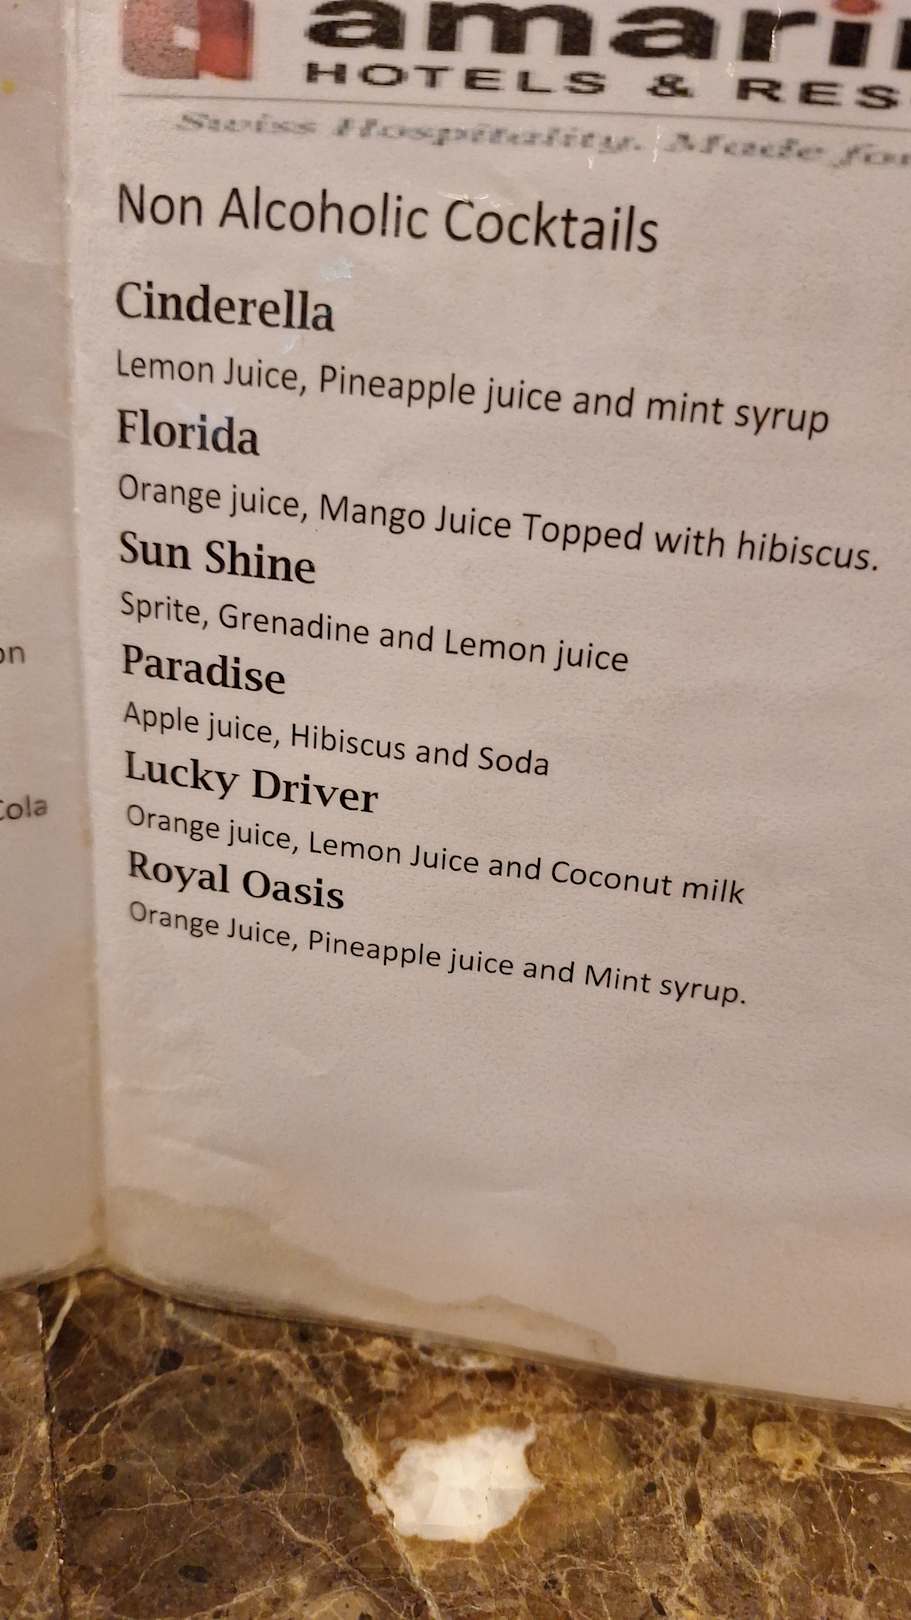 amari
HOTELS & RES
Swiss Hospitality. Made for
Non Alcoholic Cocktails
Cinderella
Lemon Juice, Pineapple juice and mint syrup
Florida
Orange juice, Mango Juice Topped with hibiscus.
Sun Shine
Sprite, Grenadine and Lemon juice
on
Paradise
Apple juice, Hibiscus and Soda
Lucky Driver
Cola
Orange juice, Lemon Juice and Coconut milk
Royal Oasis
Orange Juice, Pineapple juice and Mint syrup.